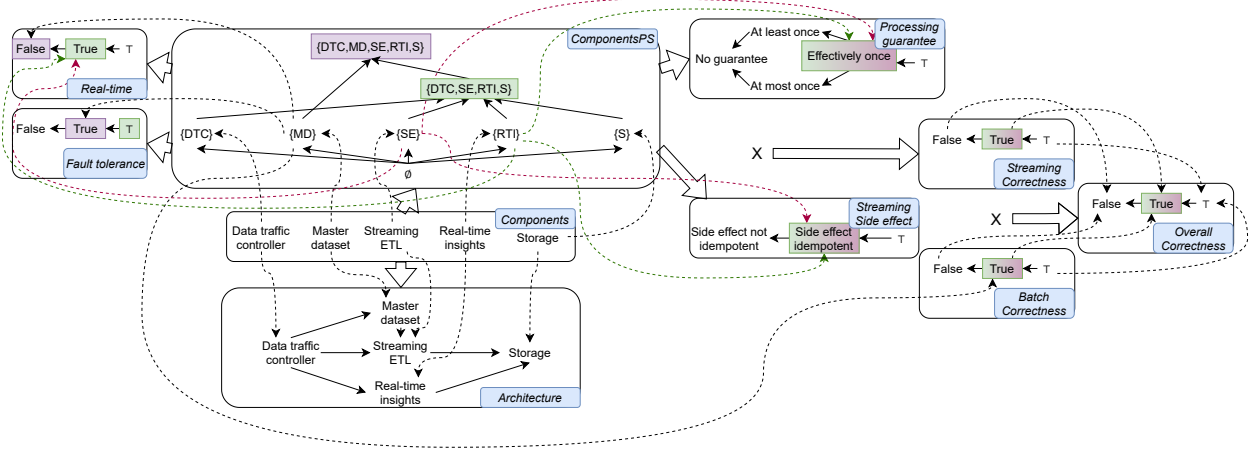 False
True
T
Real-time
False
True
T
Fault tolerance
{DTC,MD,SE,RTI,S}
ComponentsPS
{DTC,SE,RTI,S}
{DTC}
{MD}
{SE}
{RTI}
{S}
∅
Components
Data traffic
controller
Master
dataset
Streaming
ETL
Real-time
insights
Storage
Master
dataset
Data traffic
controller
Streaming
ETL
Storage
Real-time
insights
Architecture
Processing
guarantee
At least once
No guarantee
Effectively once
T
At most once
X
False
True
T
Streaming
Correctness
Streaming
Side effect
Side effect not
idempotent
Side effect
idempotent
T
X
False
True
T
Overall
Correctness
False
True
T
Batch
Correctness